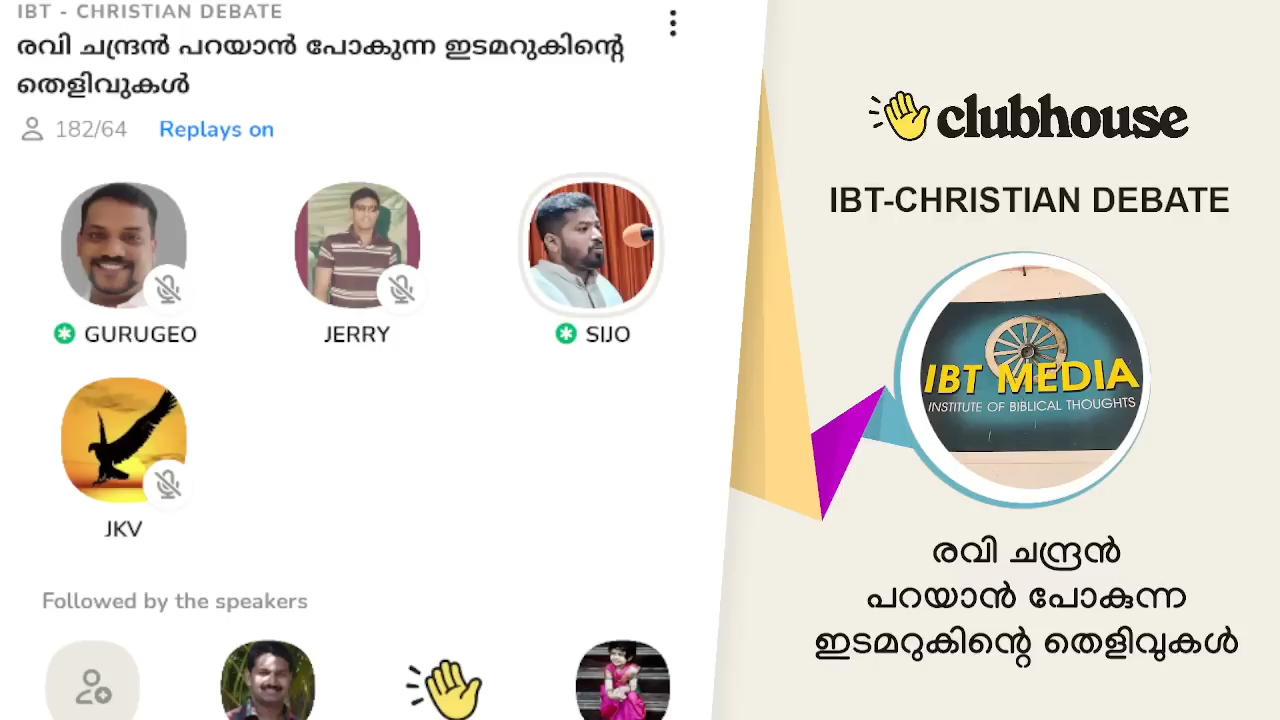 IBT - CHRISTIAN DEBATE
രവി ചന്ദ്രൻ പറയാൻ പോകുന്ന ഇടമറുകിന്റെ
തെളിവുകൾ
182/64 Replays on
GURUGEO
JERRY
SIJO
JKV
Followed by the speakers
clubhouse
IBT-CHRISTIAN DEBATE
IBT MEDIA
INSTITUTE OF BIBLICAL THOUGHTS
രവി ചന്ദ്രൻ
പറയാൻ പോകുന്ന
ഇടമറുകിന്റെ തെളിവുകൾ